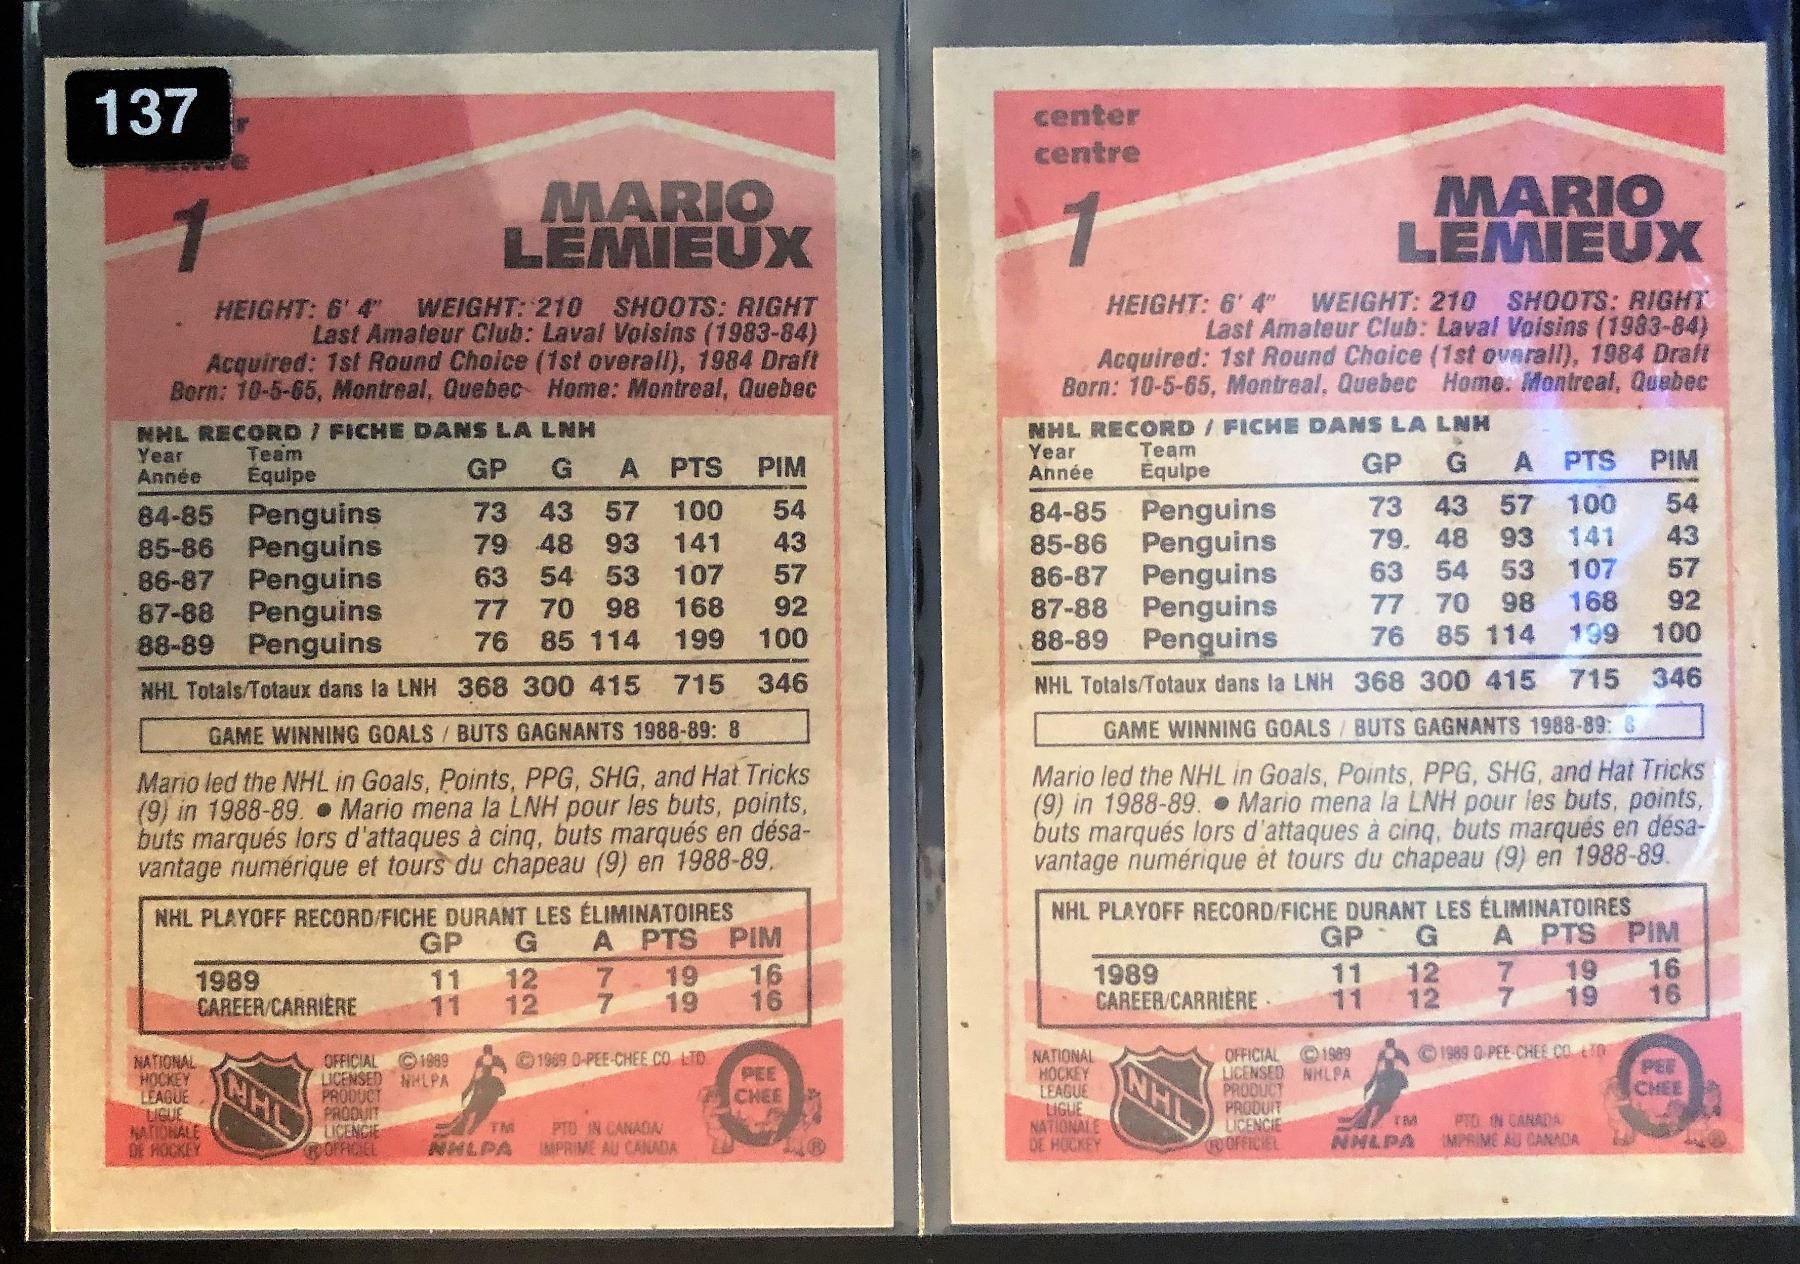 137
r
centre
1
MARIO
LEMIEUX
HEIGHT: 6' 4" WEIGHT: 210 SHOOTS: RIGHT
Last Amateur Club: Laval Voisins (1983-84)
Acquired: 1st Round Choice (1st overall), 1984 Draft
Born: 10-5-65, Montreal, Quebec Home: Montreal, Quebec
NHL RECORD / FICHE DANS LA LNH
Year Team
Année Équipe GP G A PTS PIM
84-85 Penguins 73 43 57 100 54
85-86 Penguins 79 48 93 141 43
86-87 Penguins 63 54 53 107 57
87-88 Penguins 77 70 98 168 92
88-89 Penguins 76 85 114 199 100
NHL Totals/Totaux dans la LNH 368 300 415 715 346
GAME WINNING GOALS / BUTS GAGNANTS 1988-89: 8
Mario led the NHL in Goals, Points, PPG, SHG, and Hat Tricks
(9) in 1988-89. ● Mario mena la LNH pour les buts, points,
buts marqués lors d'attaques à cinq, buts marqués en désa-
vantage numérique et tours du chapeau (9) en 1988-89.
NHL PLAYOFF RECORD/FICHE DURANT LES ÉLIMINATOIRES
GP G A PTS PIM
1989 11 12 7 19 16
CAREER/CARRIÈRE 11 12 7 19 16
NATIONAL
HOCKEY
LEAGUE
LIGUE
NATIONALE
DE HOCKEY
NHL
OFFICIAL
LICENSED
PRODUCT
PRODUIT
LICENCIÉ
® OFFICIEL
©1989
NHLPA
TM
NHLPA
©1989 O-PEE-CHEE CO. LTD.
PTD. IN CANADA/
IMPRIMÉ AU CANADA
PEE
CHEE
®
center
centre
1
MARIO
LEMIEUX
HEIGHT: 6' 4" WEIGHT: 210 SHOOTS: RIGHT
Last Amateur Club: Laval Voisins (1983-84)
Acquired: 1st Round Choice (1st overall), 1984 Draft
Born: 10-5-65, Montreal, Quebec Home: Montreal, Quebec
NHL RECORD / FICHE DANS LA LNH
Year Team
Année Équipe GP G A PTS PIM
84-85 Penguins 73 43 57 100 54
85-86 Penguins 79 48 93 141 43
86-87 Penguins 63 54 53 107 57
87-88 Penguins 77 70 98 168 92
88-89 Penguins 76 85 114 199 100
NHL Totals/Totaux dans la LNH 368 300 415 715 346
GAME WINNING GOALS / BUTS GAGNANTS 1988-89: 8
Mario led the NHL in Goals, Points, PPG, SHG, and Hat Tricks
(9) in 1988-89. ● Mario mena la LNH pour les buts, points,
buts marqués lors d'attaques à cinq, buts marqués en désa-
vantage numérique et tours du chapeau (9) en 1988-89.
NHL PLAYOFF RECORD/FICHE DURANT LES ÉLIMINATOIRES
GP G A PTS PIM
1989 11 12 7 19 16
CAREER/CARRIÈRE 11 12 7 19 16
NATIONAL
HOCKEY
LEAGUE
LIGUE
NATIONALE
DE HOCKEY
NHL
OFFICIAL
LICENSED
PRODUCT
PRODUIT
LICENCIÉ
® OFFICIEL
©1989
NHLPA
TM
NHLPA
©1989 O-PEE-CHEE CO. LTD.
PTD. IN CANADA/
IMPRIMÉ AU CANADA
PEE
CHEE
®